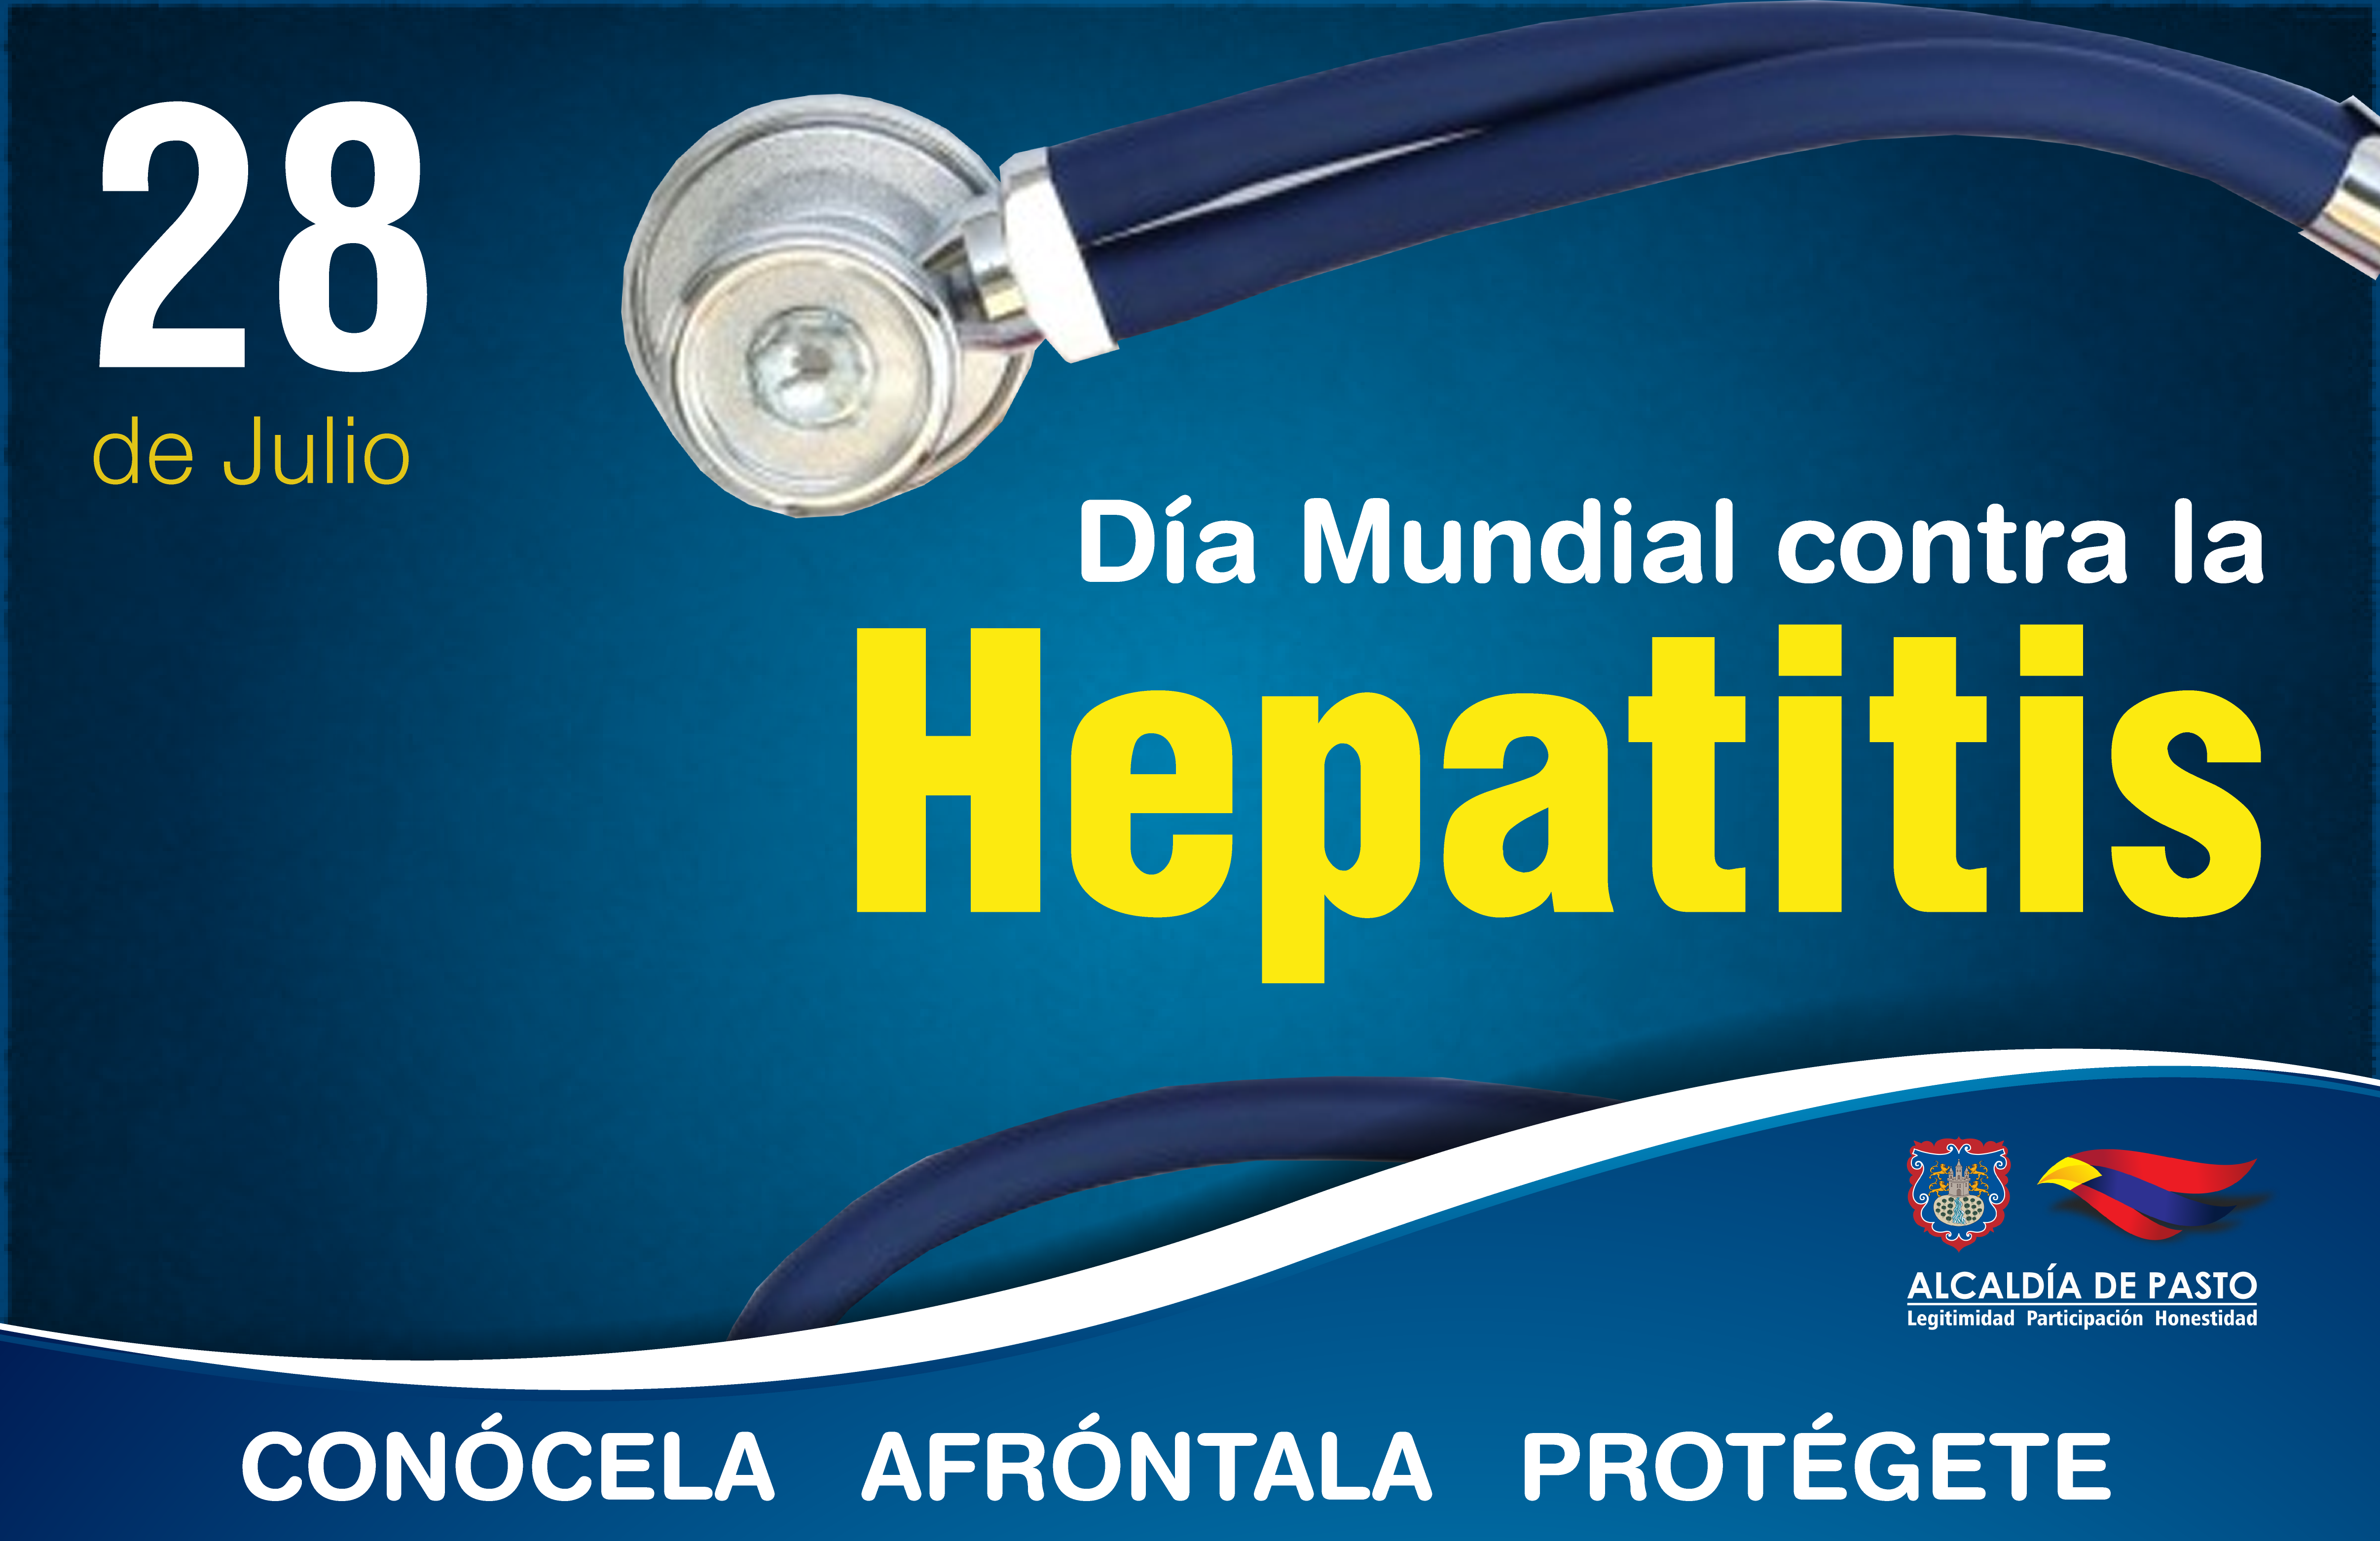 28
de Julio
Día Mundial contra la
Hepatitis
ALCALDÍA DE PASTO
Legitimidad Participación Honestidad
CONÓCELA AFRÓNTALA PROTÉGETE